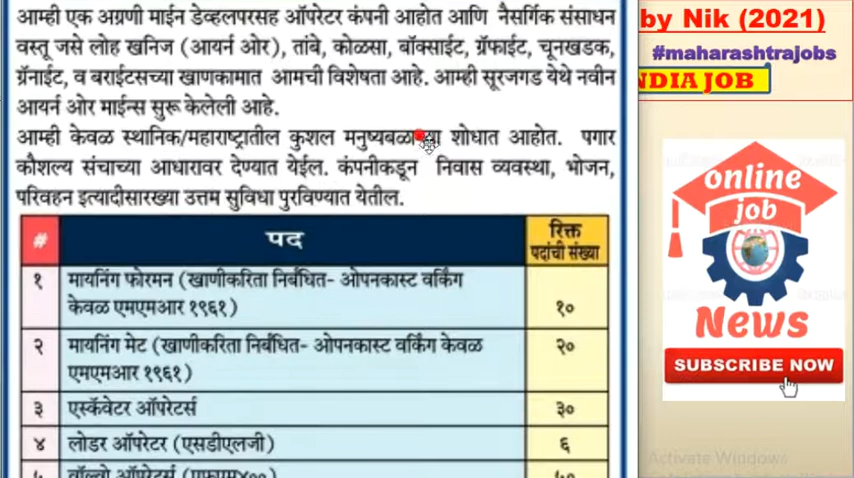 आम्ही एक अग्रणी माईन डेव्हलपरसह ऑपरेटर कंपनी आहोत आणि नैसर्गिक संसाधन
वस्तू जसे लोह खनिज (आयर्न ओर), तांबे, कोळसा, बॉक्साईट, ग्रॅफाईट, चूनखडक,
ग्रॅनाईट, व बराईटसच्या खाणकामात आमची विशेषता आहे. आम्ही सूरजगड येथे नवीन
आयर्न ओर माईन्स सुरू केलेली आहे.
आम्ही केवळ स्थानिक/महाराष्ट्रातील कुशल मनुष्यबळाच्या शोधात आहोत. पगार
कौशल्य संचाच्या आधारावर देण्यात येईल. कंपनीकडून निवास व्यवस्था, भोजन,
परिवहन इत्यादीसारख्या उत्तम सुविधा पुरविण्यात येतील.
# पद रिक्त पदांची संख्या
१ मायनिंग फोरमन (खाणीकरिता निर्बंधित- ओपनकास्ट वर्किंग
केवळ एमएमआर १९६१) १०
२ मायनिंग मेट (खाणीकरिता निर्बंधित- ओपनकास्ट वर्किंग केवळ
एमएमआर १९६१) २०
३ एस्कॅवेटर ऑपरेटर्स ३०
४ लोडर ऑपरेटर (एसडीएलजी) ६
५ वॉल्वो ऑपरेटर्स (एफएम४००) ५०
by Nik (2021)
#maharashtrajobs
NDIA JOB
online
job
News
SUBSCRIBE NOW
Activate Windows